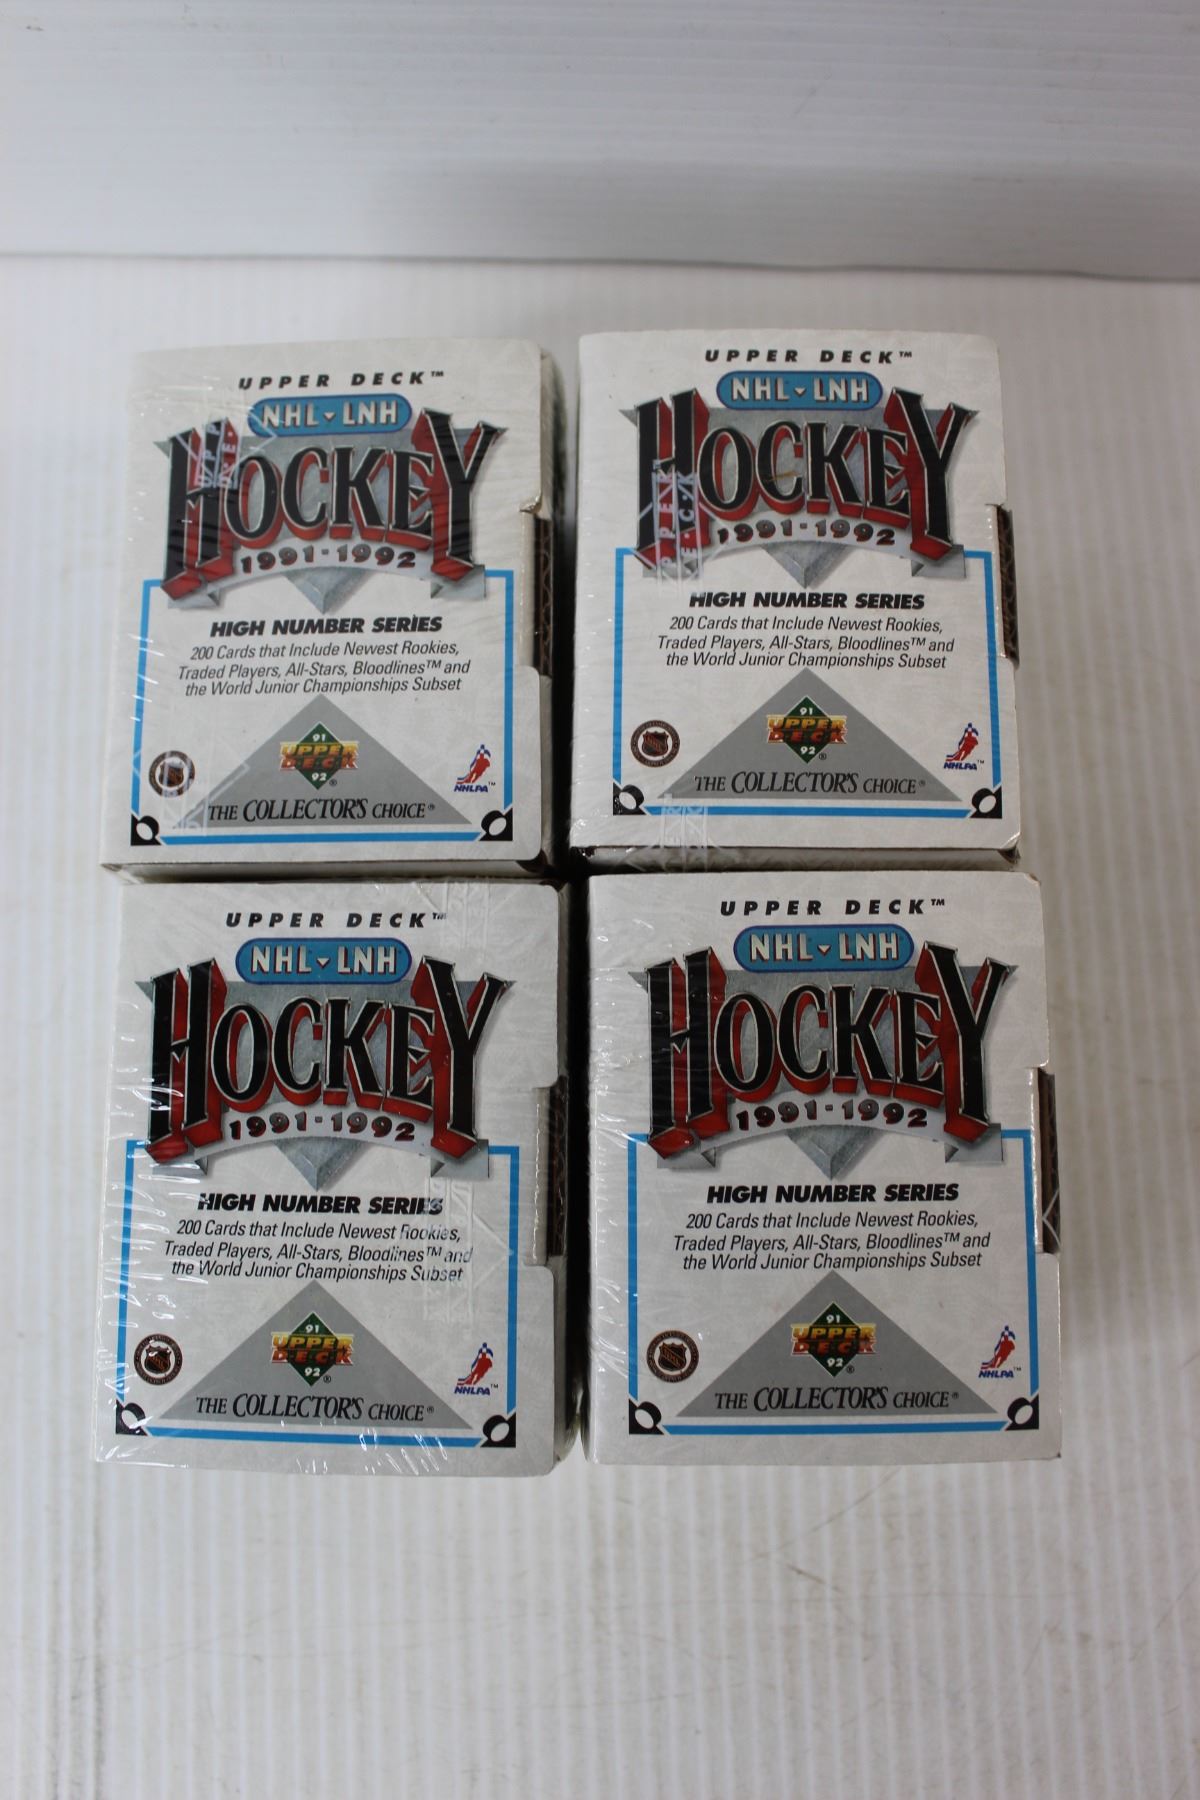 UPPER DECK™
NHL LNH
HOCKEY
1991-1992
HIGH NUMBER SERIES
200 Cards that Include Newest Rookies,
Traded Players, All-Stars, Bloodlines™ and
the World Junior Championships Subset
91
UPPER
DECK
92®
NHLPA™
THE COLLECTOR'S CHOICE®
UPPER DECK™
NHL LNH
HOCKEY
1991-1992
HIGH NUMBER SERIES
200 Cards that Include Newest Rookies,
Traded Players, All-Stars, Bloodlines™ and
the World Junior Championships Subset
91
UPPER
DECK
92®
NHLPA™
THE COLLECTOR'S CHOICE®
UPPER DECK™
NHL LNH
HOCKEY
1991-1992
HIGH NUMBER SERIES
200 Cards that Include Newest Rookies,
Traded Players, All-Stars, Bloodlines™ and
the World Junior Championships Subset
91
UPPER
DECK
92®
NHLPA™
THE COLLECTOR'S CHOICE®
UPPER DECK™
NHL LNH
HOCKEY
1991-1992
HIGH NUMBER SERIES
200 Cards that Include Newest Rookies,
Traded Players, All-Stars, Bloodlines™ and
the World Junior Championships Subset
91
UPPER
DECK
92®
NHLPA™
THE COLLECTOR'S CHOICE®